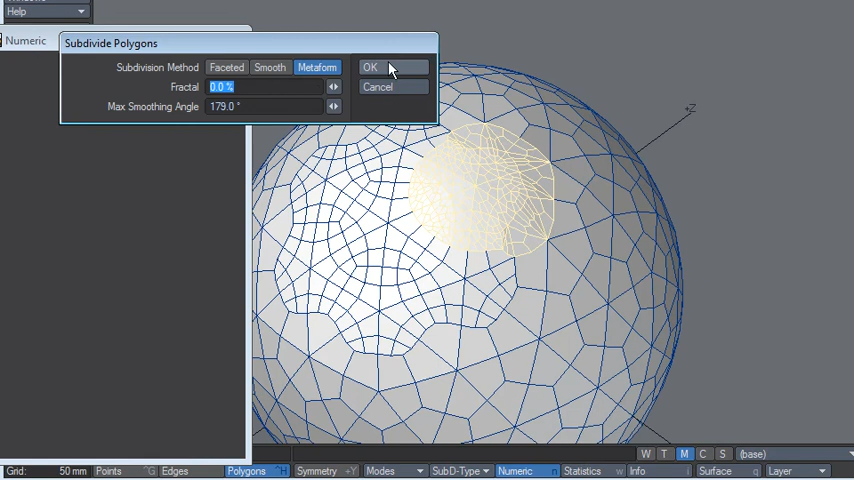 Help
Numeric
Subdivide Polygons
Subdivision Method Faceted Smooth Metaform OK
Fractal 0.0 % Cancel
Max Smoothing Angle 179.0 °
+Z
W T M C S (base)
Grid: 50 mm Points ^G Edges Polygons ^H Symmetry +Y Modes SubD-Type Numeric n Statistics w Info i Surface q Layer